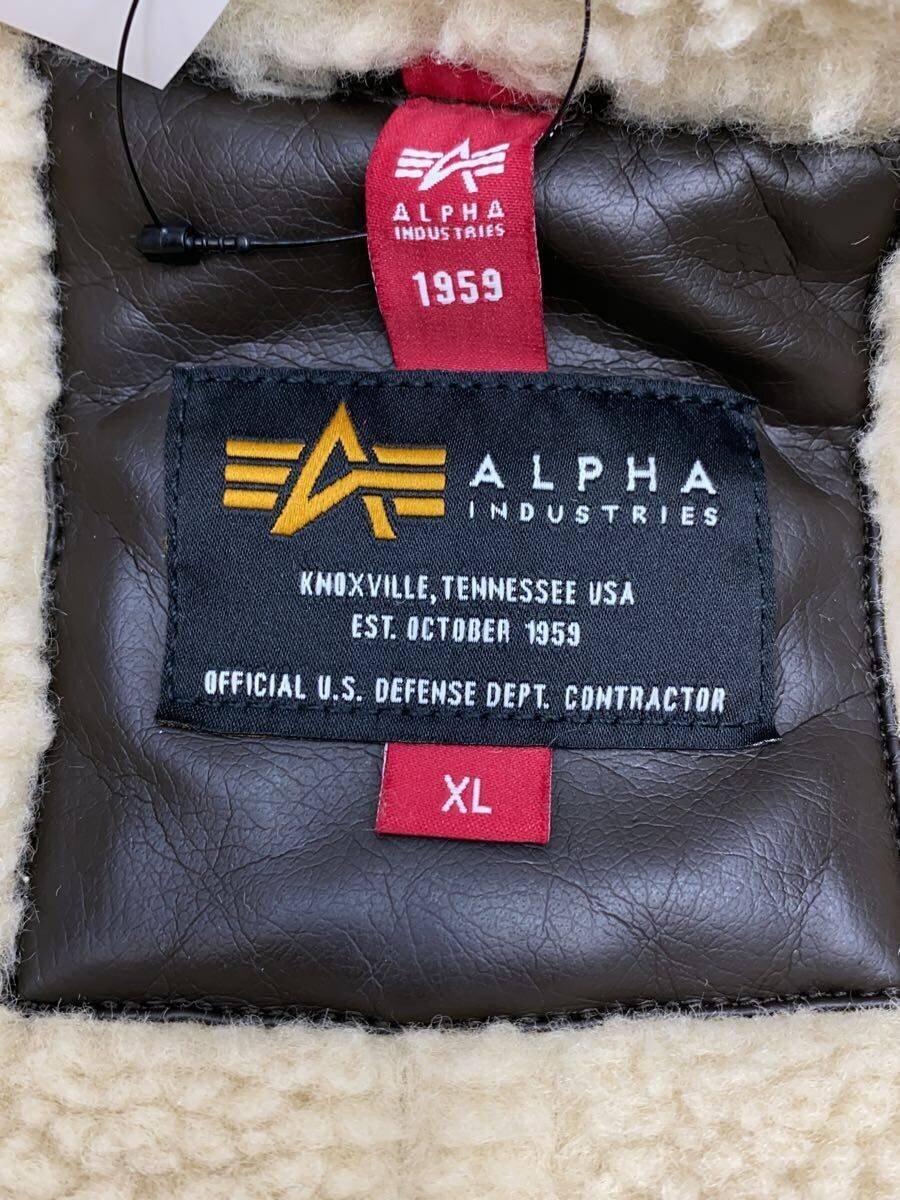 ALPHA
INDUSTRIES
1959
ALPHA
INDUSTRIES
KNOXVILLE, TENNESSEE USA
EST. OCTOBER 1959
OFFICIAL U.S. DEFENSE DEPT. CONTRACTOR
XL